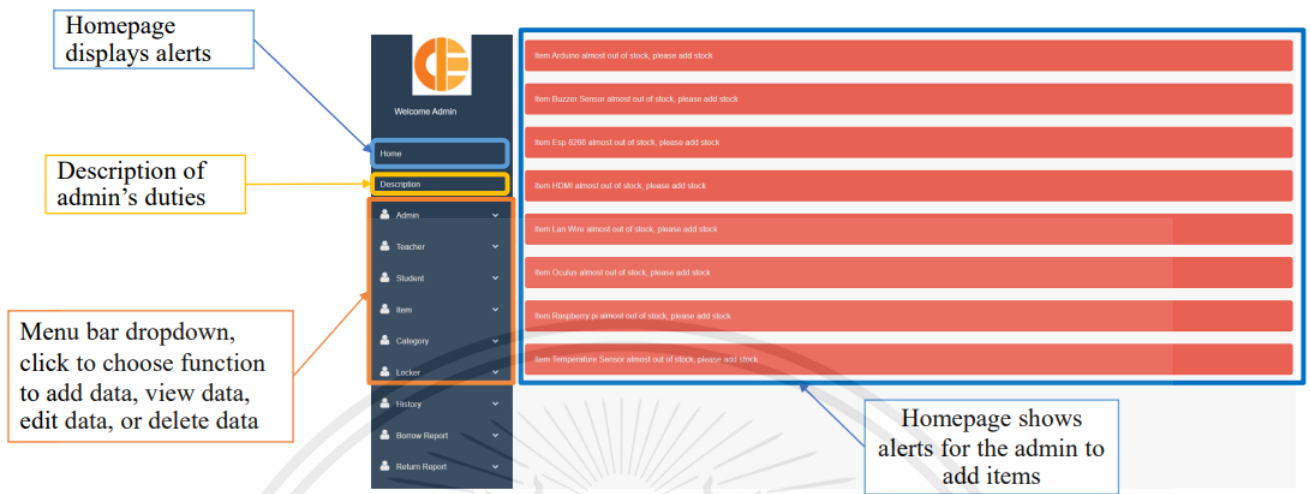 Homepage
displays alerts
Description of
admin's duties
Menu bar dropdown,
click to choose function
to add data, view data,
edit data, or delete data
Welcome Admin
Home
Description
Admin
Teacher
Student
Item
Category
Locker
History
Borrow Report
Return Report
Item Arduino almost out of stock, please add stock
Item Buzzer Sensor almost out of stock, please add stock
Item Esp 8266 almost out of stock, please add stock
Item HDMI almost out of stock, please add stock
Item Lan Wire almost out of stock, please add stock
Item Oculus almost out of stock, please add stock
Item Raspberry pi almost out of stock, please add stock
Item Temperature Sensor almost out of stock, please add stock
Homepage shows
alerts for the admin to
add items